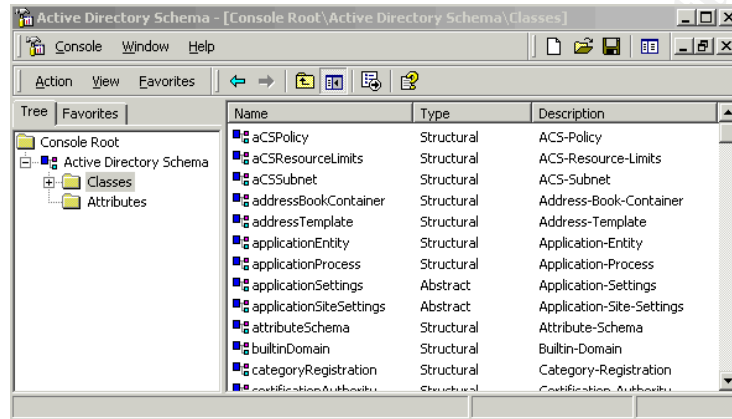 Active Directory Schema - [Console Root\Active Directory Schema\Classes]
Console Window Help
Action View Favorites
Tree Favorites
Console Root
Active Directory Schema
Classes
Attributes
Name Type Description
aCSPolicy Structural ACS-Policy
aCSResourceLimits Structural ACS-Resource-Limits
aCSSubnet Structural ACS-Subnet
addressBookContainer Structural Address-Book-Container
addressTemplate Structural Address-Template
applicationEntity Structural Application-Entity
applicationProcess Structural Application-Process
applicationSettings Abstract Application-Settings
applicationSiteSettings Abstract Application-Site-Settings
attributeSchema Structural Attribute-Schema
builtinDomain Structural Builtin-Domain
categoryRegistration Structural Category-Registration
certificationAuthority Structural Certification-Authority